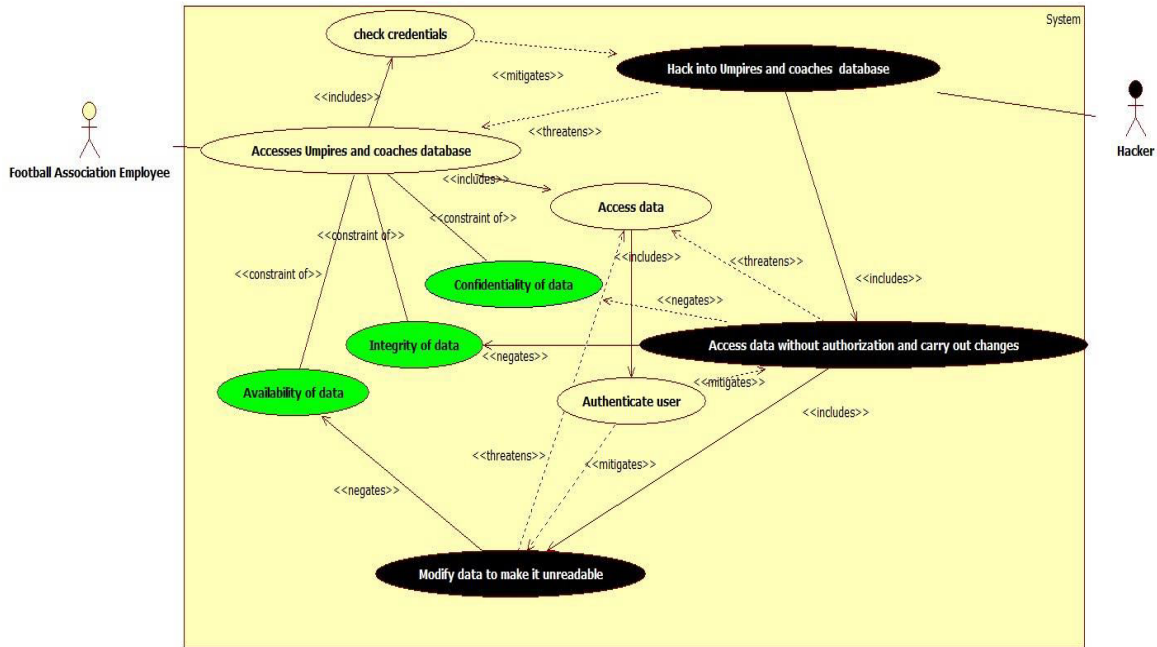 System
check credentials
<<mitigates>>
Hack into Umpires and coaches database
<<includes>>
<<threatens>>
Football Association Employee
Accesses Umpires and coaches database
Hacker
<<includes>>
Access data
<<constraint of>>
<<constraint of>>
<<includes>>
<<threatens>>
<<constraint of>>
Confidentiality of data
<<includes>>
<<negates>>
Integrity of data
<<negates>>
Access data without authorization and carry out changes
<<mitigates>>
Availability of data
Authenticate user
<<includes>>
<<threatens>>
<<mitigates>>
<<negates>>
Modify data to make it unreadable